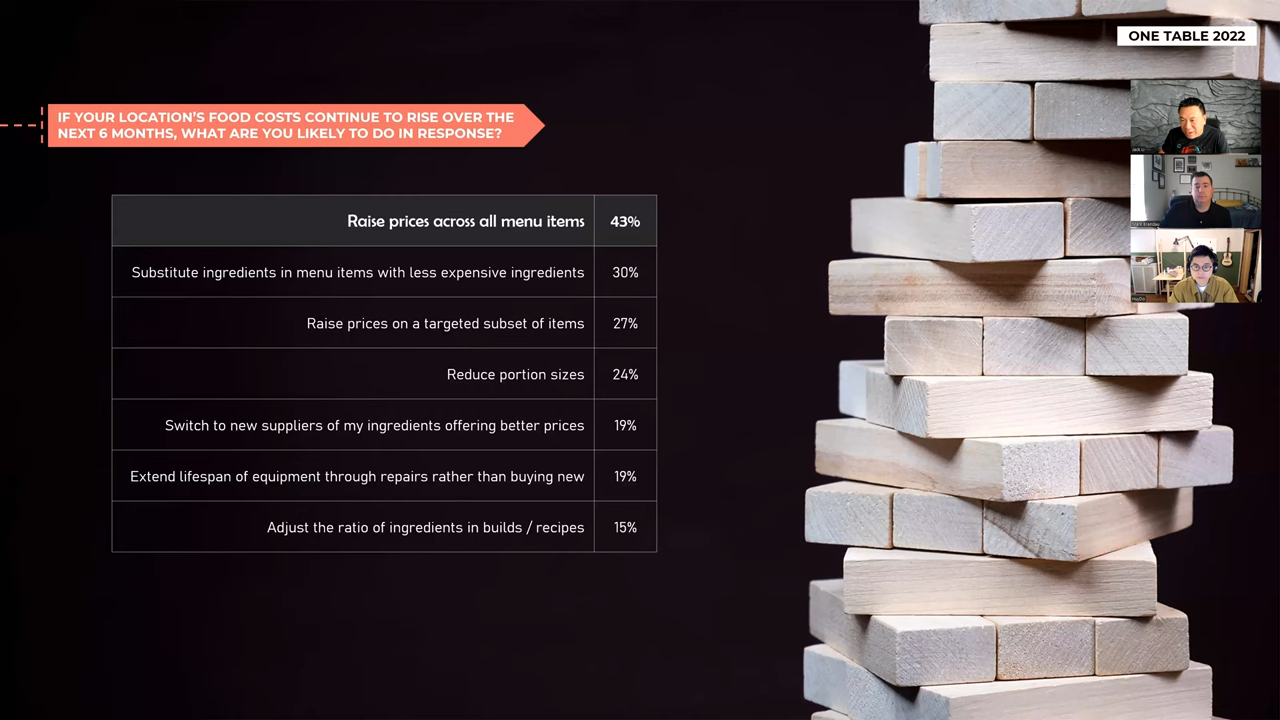 ONE TABLE 2022
IF YOUR LOCATION'S FOOD COSTS CONTINUE TO RISE OVER THE
NEXT 6 MONTHS, WHAT ARE YOU LIKELY TO DO IN RESPONSE?
Raise prices across all menu items 43%
Substitute ingredients in menu items with less expensive ingredients 30%
Raise prices on a targeted subset of items 27%
Reduce portion sizes 24%
Switch to new suppliers of my ingredients offering better prices 19%
Extend lifespan of equipment through repairs rather than buying new 19%
Adjust the ratio of ingredients in builds / recipes 15%